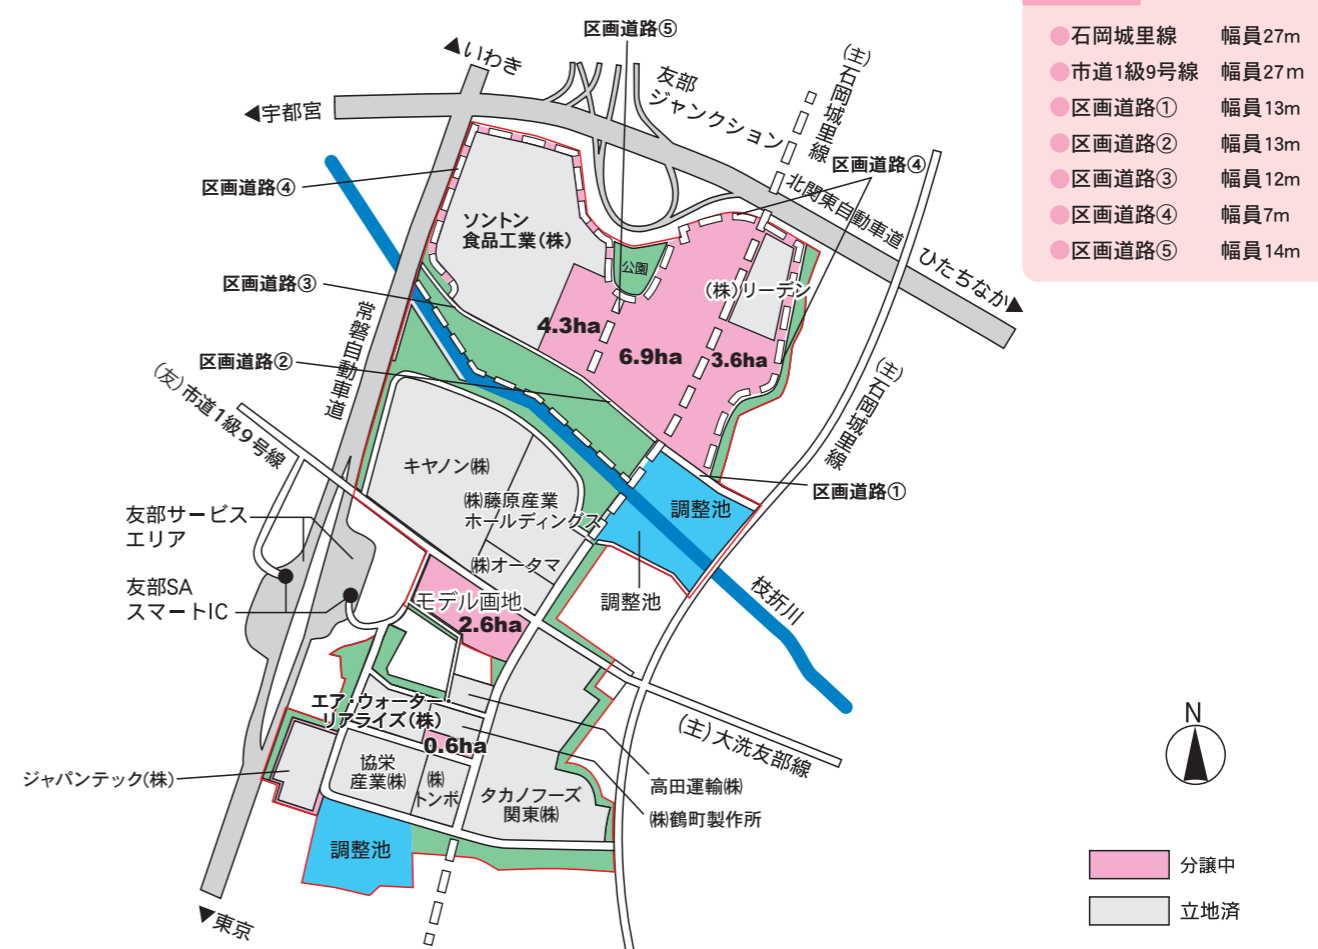 区画道路⑤
▲いわき
◀宇都宮
友部
ジャンクション
(主)石岡城里線
区画道路④
区画道路④
北関東自動車道
ひたちなか▶
ソントン
食品工業(株)
公園
(株)リーデン
区画道路③
4.3ha
6.9ha
3.6ha
区画道路②
常磐自動車道
(友)市道1級9号線
(主)石岡城里線
キヤノン㈱
㈱藤原産業
ホールディングス
㈱オータマ
区画道路①
調整池
調整池
友部サービス
エリア
友部SA
スマートIC
モデル画地
2.6ha
枝折川
エア・ウォーター・
リアライズ(株)
0.6ha
(主)大洗友部線
ジャパンテック(株)
協栄
産業㈱
㈱
トンボ
タカノフーズ
関東㈱
高田運輸㈱
㈱鶴町製作所
調整池
▼東京
石岡城里線 幅員27m
市道1級9号線 幅員27m
区画道路① 幅員13m
区画道路② 幅員13m
区画道路③ 幅員12m
区画道路④ 幅員7m
区画道路⑤ 幅員14m
N
分譲中
立地済